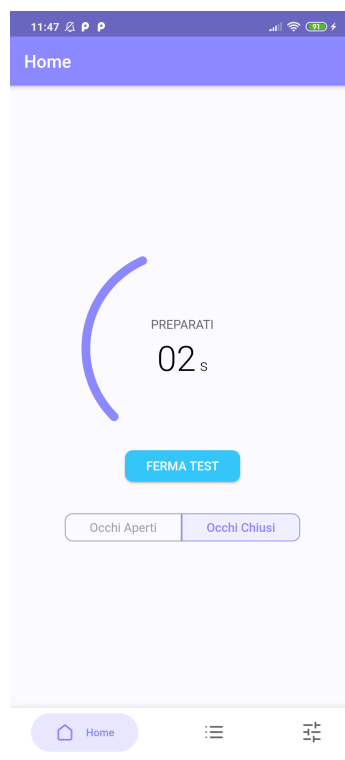 11:47
91
Home
PREPARATI
02 s
FERMA TEST
Occhi Aperti
Occhi Chiusi
Home